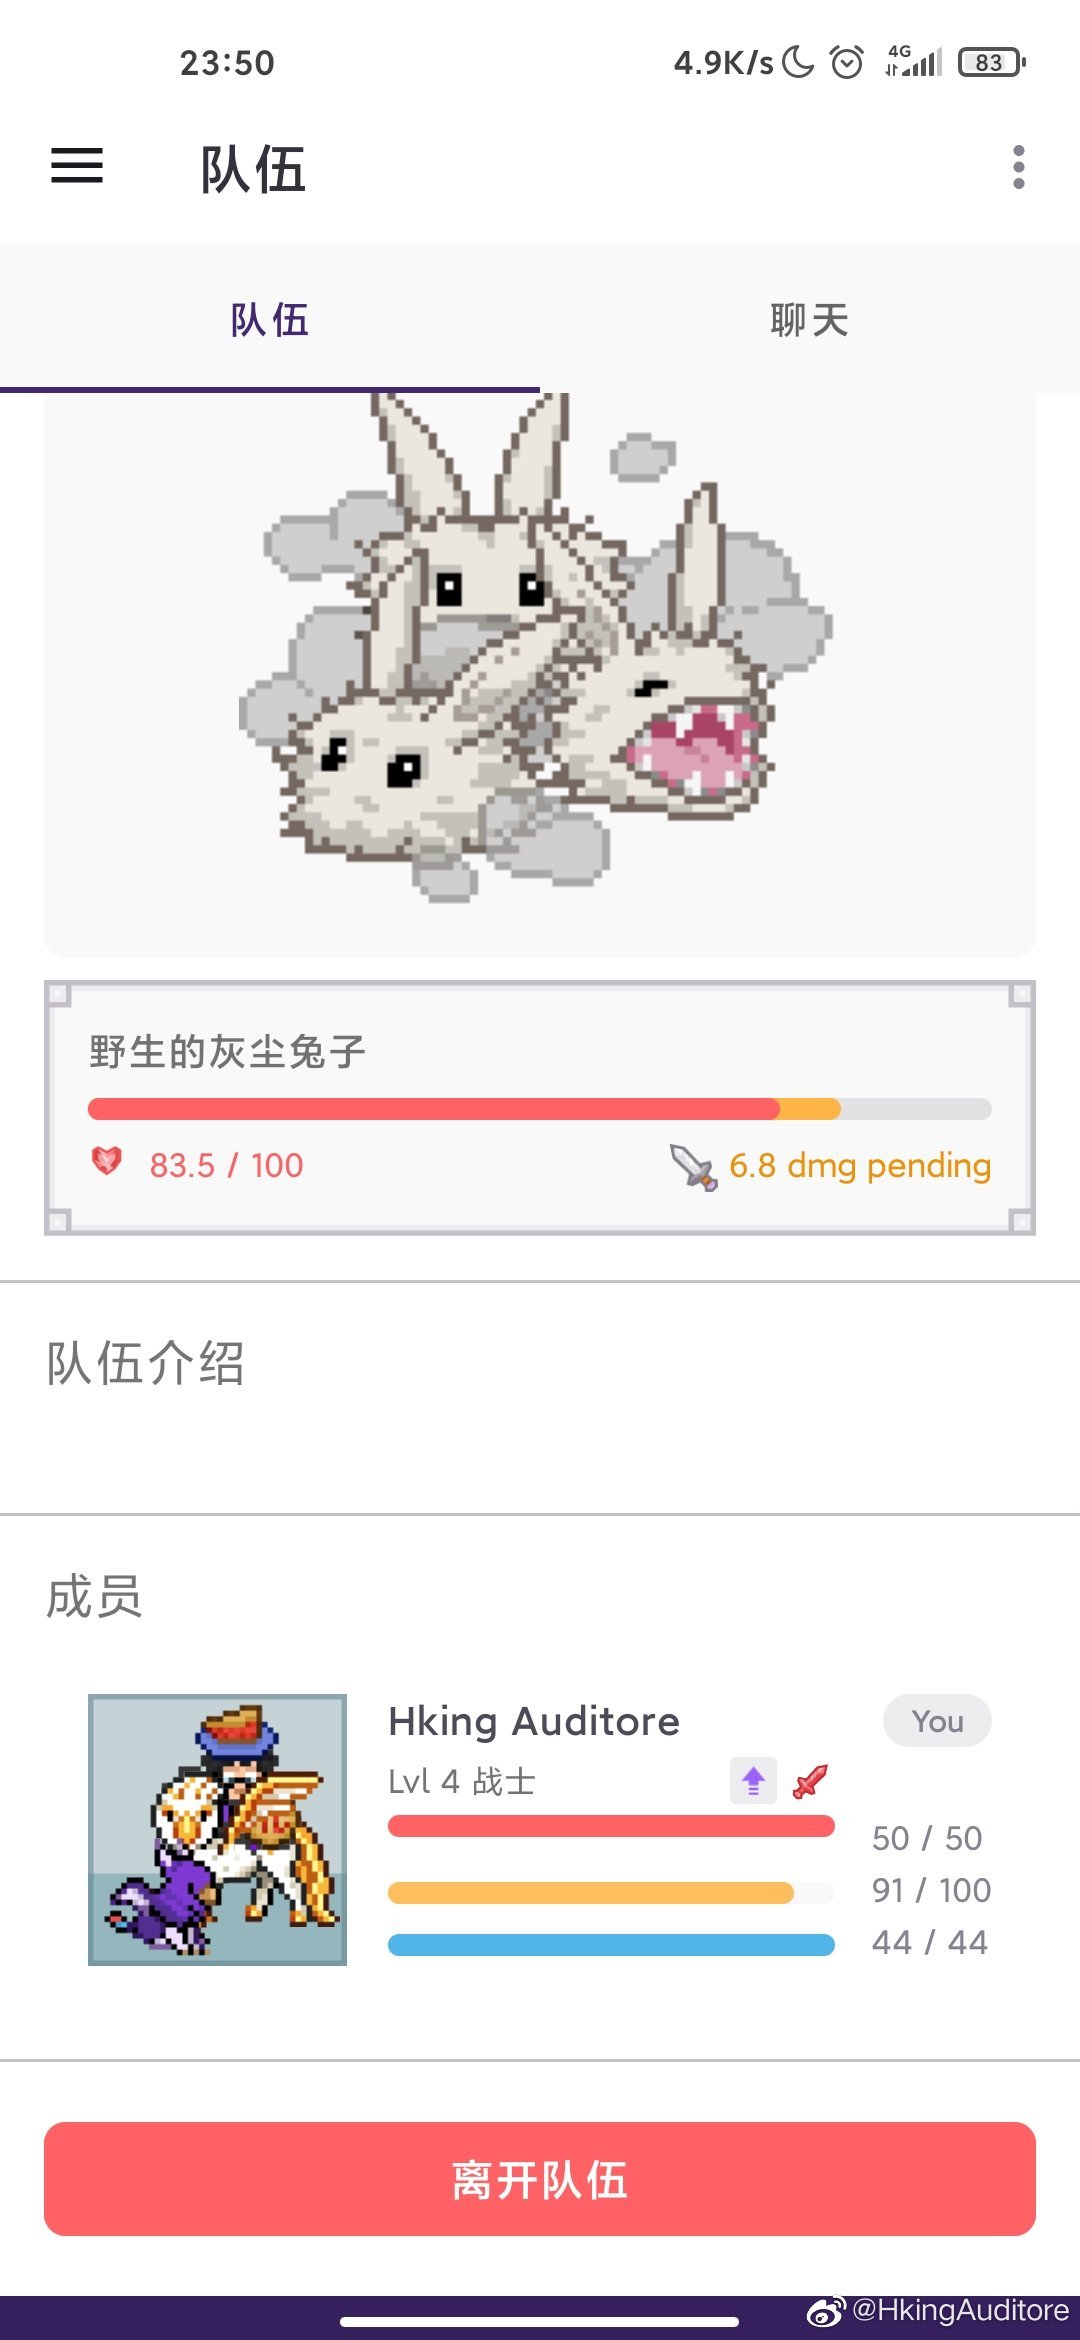 23:50
4.9K/s 4G 83
队伍
队伍
聊天
野生的灰尘兔子
83.5 / 100
6.8 dmg pending
队伍介绍
成员
Hking Auditore
You
Lvl 4 战士
50 / 50
91 / 100
44 / 44
离开队伍
@HkingAuditore